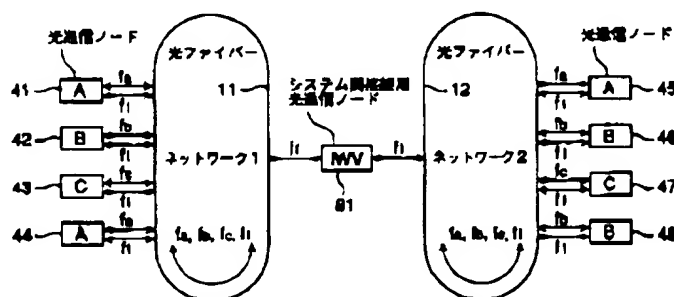 光通信ノード
光ファイバー
光ファイバー
光通信ノード
41
A
fa
f1
11
システム間接続用
光通信ノード
12
fa
f1
A
45
42
B
fb
f1
fb
f1
B
46
ネットワーク1
f1
IWV
f1
ネットワーク2
43
C
fc
f1
81
fc
f1
C
47
44
A
fa
f1
fa, fb, fc, f1
fa, fb, fc, f1
fb
f1
B
48